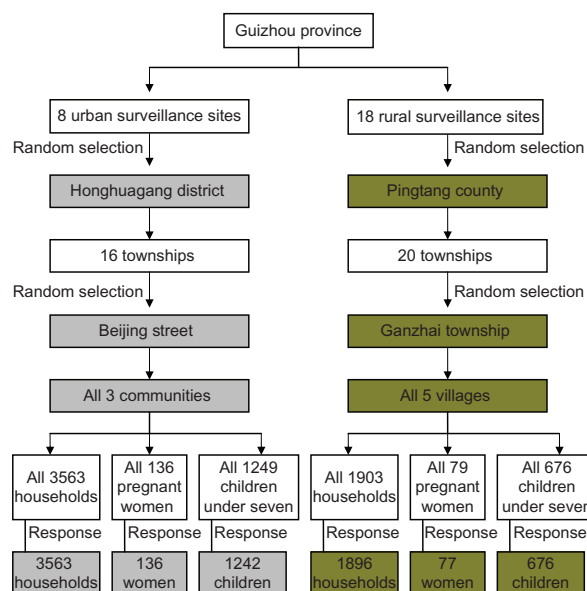 Guizhou province
8 urban surveillance sites
18 rural surveillance sites
Random selection
Random selection
Honghuagang district
Pingtang county
16 townships
20 townships
Random selection
Random selection
Beijing street
Ganzhai township
All 3 communities
All 5 villages
All 3563
households
All 136
pregnant
women
All 1249
children
under seven
All 1903
households
All 79
pregnant
women
All 676
children
under seven
Response
Response
Response
Response
Response
Response
3563
households
136
women
1242
children
1896
households
77
women
676
children